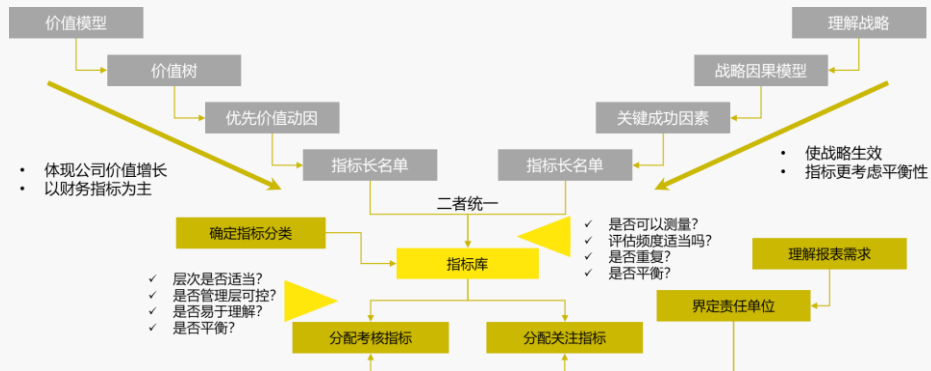 价值模型
理解战略
价值树
战略因果模型
优先价值动因
关键成功因素
指标长名单
指标长名单
• 体现公司价值增长
• 以财务指标为主
• 使战略生效
• 指标更考虑平衡性
二者统一
✓ 是否可以测量?
✓ 评估频度适当吗?
✓ 是否重复?
✓ 是否平衡?
确定指标分类
指标库
理解报表需求
✓ 层次是否适当?
✓ 是否管理层可控?
✓ 是否易于理解?
✓ 是否平衡?
界定责任单位
分配考核指标
分配关注指标